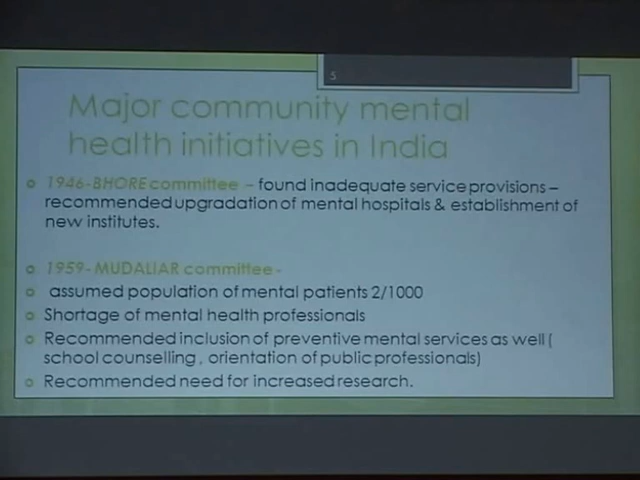 5
Major community mental
health initiatives in India
1946-BHORE committee – found inadequate service provisions –
recommended upgradation of mental hospitals & establishment of
new institutes.
1959- MUDALIAR committee-
assumed population of mental patients 2/1000
Shortage of mental health professionals
Recommended inclusion of preventive mental services as well (
school counselling , orientation of public professionals)
Recommended need for increased research.